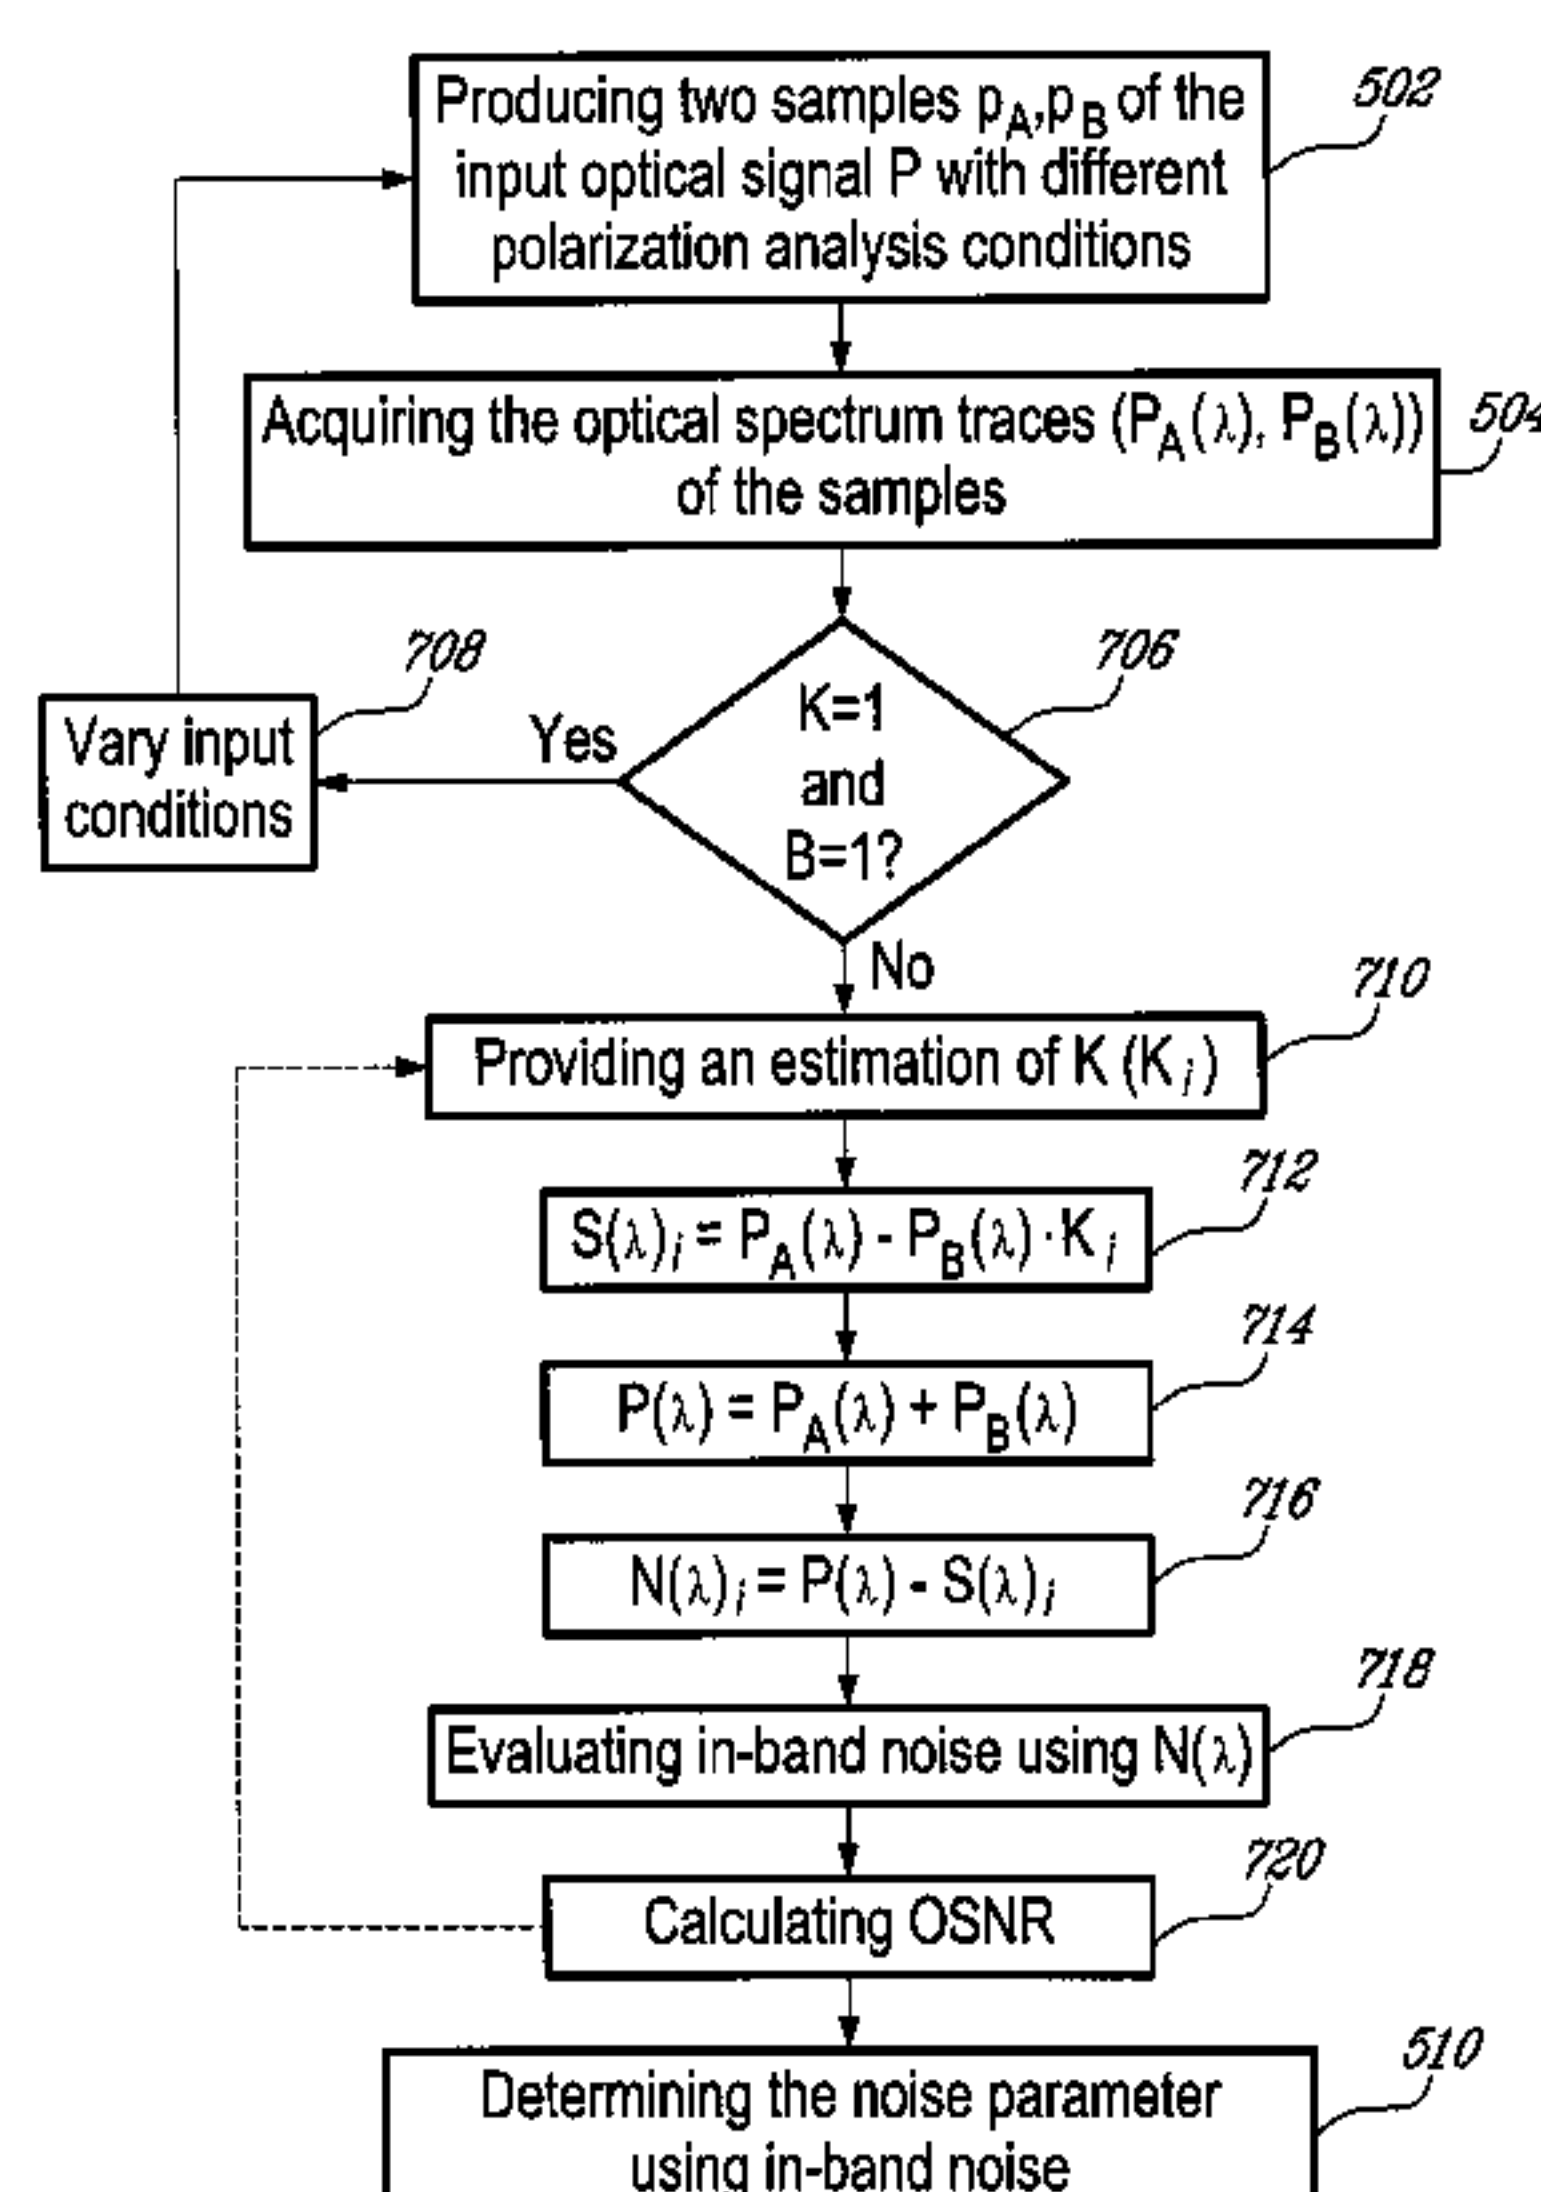 Producing two samples pA,pB of the
input optical signal P with different
polarization analysis conditions
502
Acquiring the optical spectrum traces (PA(λ), PB(λ))
of the samples
504
708
706
Vary input
conditions
Yes
K=1
and
B=1?
No
710
Providing an estimation of K (Ki)
712
S(λ)i = PA(λ) - PB(λ) · Ki
714
P(λ) = PA(λ) + PB(λ)
716
N(λ)i = P(λ) - S(λ)i
718
Evaluating in-band noise using N(λ)
720
Calculating OSNR
510
Determining the noise parameter
using in-band noise